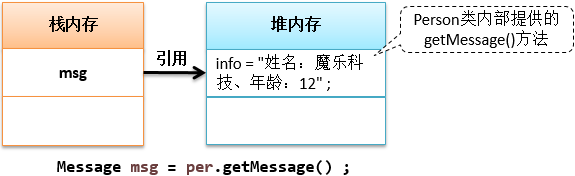 栈内存
堆内存
Person类内部提供的
getMessage()方法
msg
引用
info = "姓名：魔乐科
技、年龄：12" ;
Message msg = per.getMessage() ;